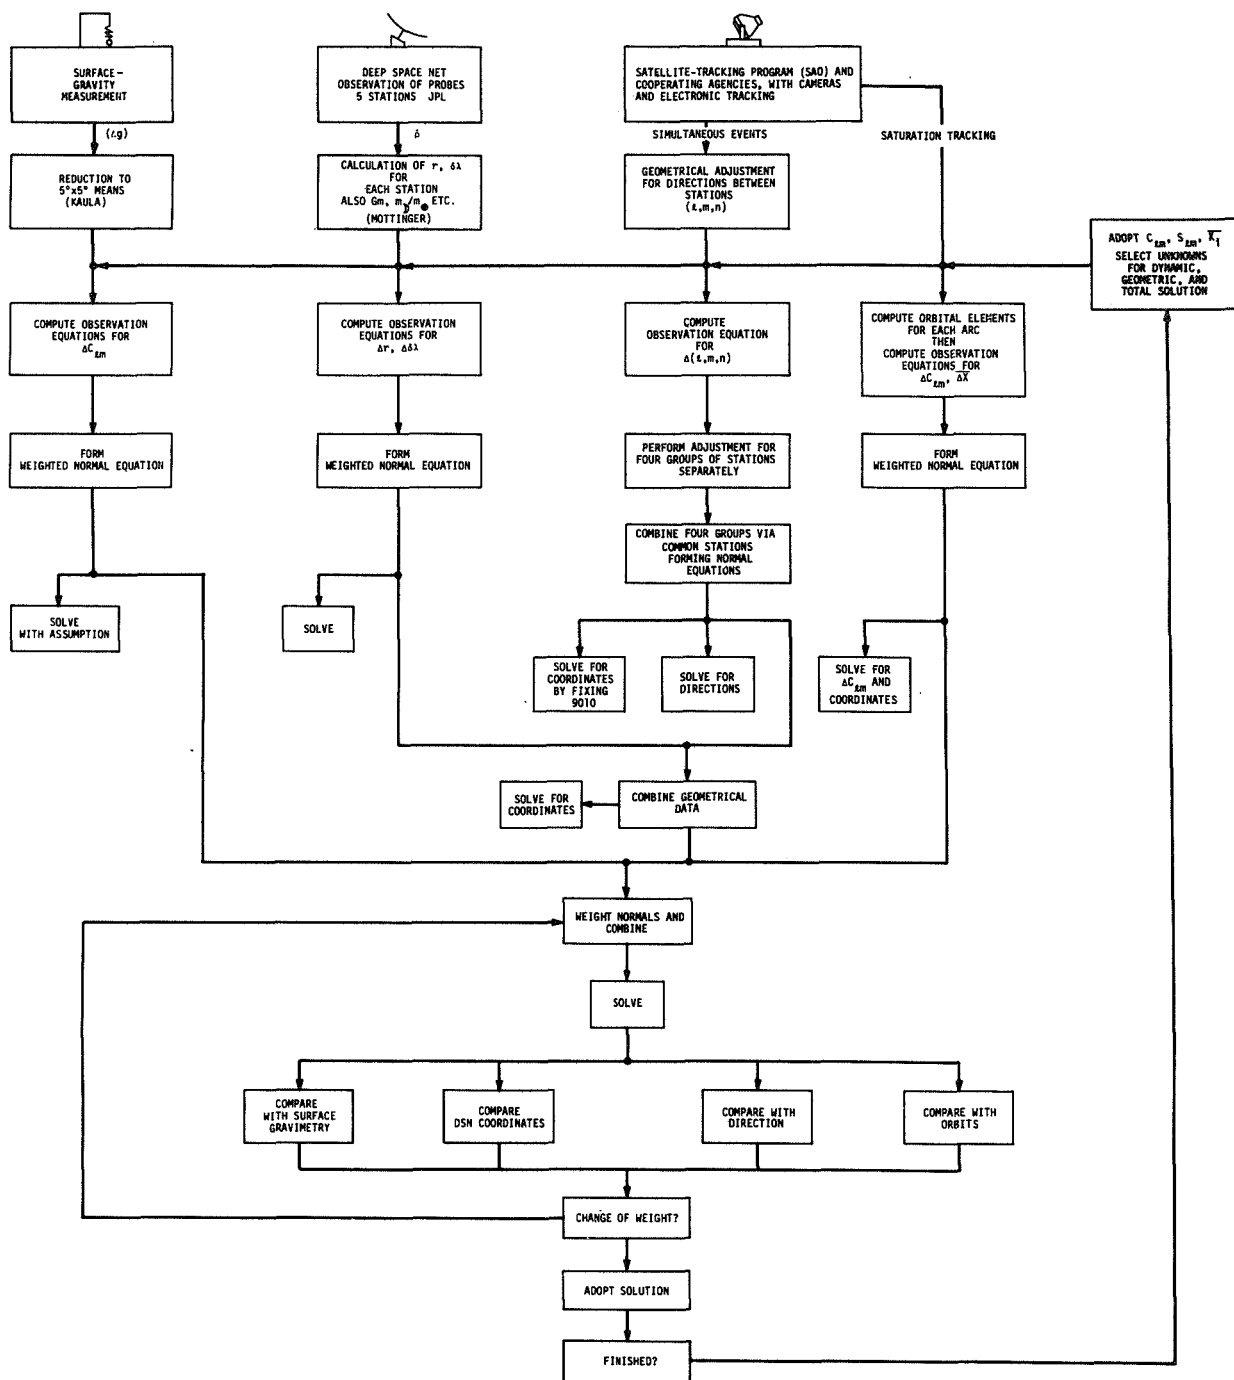 SURFACE-
GRAVITY
MEASUREMENT
DEEP SPACE NET
OBSERVATION OF PROBES
5 STATIONS JPL
SATELLITE-TRACKING PROGRAM (SAO) AND
COOPERATING AGENCIES, WITH CAMERAS
AND ELECTRONIC TRACKING
SIMULTANEOUS EVENTS
SATURATION TRACKING
REDUCTION TO
5°x5° MEANS
(KAULA)
CALCULATION OF r, δλ
FOR
EACH STATION
ALSO Gm, ETC.
(MOTTINGER)
GEOMETRICAL ADJUSTMENT
FOR DIRECTIONS BETWEEN
STATIONS
(ℓ,m,n)
ADOPT Cℓm, Sℓm,
SELECT UNKNOWNS
FOR DYNAMIC,
GEOMETRIC, AND
TOTAL SOLUTION
COMPUTE OBSERVATION
EQUATIONS FOR
ΔCℓm
COMPUTE OBSERVATION
EQUATIONS FOR
Δr, Δδλ
COMPUTE
OBSERVATION EQUATION
FOR
Δ(ℓ,m,n)
COMPUTE ORBITAL ELEMENTS
FOR EACH ARC
THEN
COMPUTE OBSERVATION
EQUATIONS FOR
ΔCℓm, ΔX̅
FORM
WEIGHTED NORMAL EQUATION
FORM
WEIGHTED NORMAL EQUATION
PERFORM ADJUSTMENT FOR
FOUR GROUPS OF STATIONS
SEPARATELY
FORM
WEIGHTED NORMAL EQUATION
COMBINE FOUR GROUPS VIA
COMMON STATIONS
FORMING NORMAL
EQUATIONS
SOLVE
WITH ASSUMPTION
SOLVE
SOLVE FOR
COORDINATES
BY FIXING
9010
SOLVE FOR
DIRECTIONS
SOLVE FOR
ΔCℓm AND
COORDINATES
SOLVE FOR
COORDINATES
COMBINE GEOMETRICAL
DATA
WEIGHT NORMALS AND
COMBINE
SOLVE
COMPARE
WITH SURFACE
GRAVIMETRY
COMPARE
DSN COORDINATES
COMPARE WITH
DIRECTION
COMPARE WITH
ORBITS
CHANGE OF WEIGHT?
ADOPT SOLUTION
FINISHED?